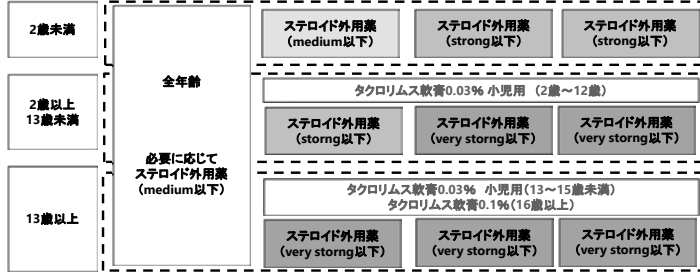 2歳未満
全年齢
必要に応じて
ステロイド外用薬
(medium以下)
ステロイド外用薬
(medium以下)
ステロイド外用薬
(strong以下)
ステロイド外用薬
(strong以下)
2歳以上
13歳未満
タクロリムス軟膏0.03% 小児用 (2歳～12歳)
ステロイド外用薬
(storng以下)
ステロイド外用薬
(very storng以下)
ステロイド外用薬
(very storng以下)
13歳以上
タクロリムス軟膏0.03% 小児用(13～15歳未満)
タクロリムス軟膏0.1%(16歳以上)
ステロイド外用薬
(very storng以下)
ステロイド外用薬
(very storng以下)
ステロイド外用薬
(very storng以下)